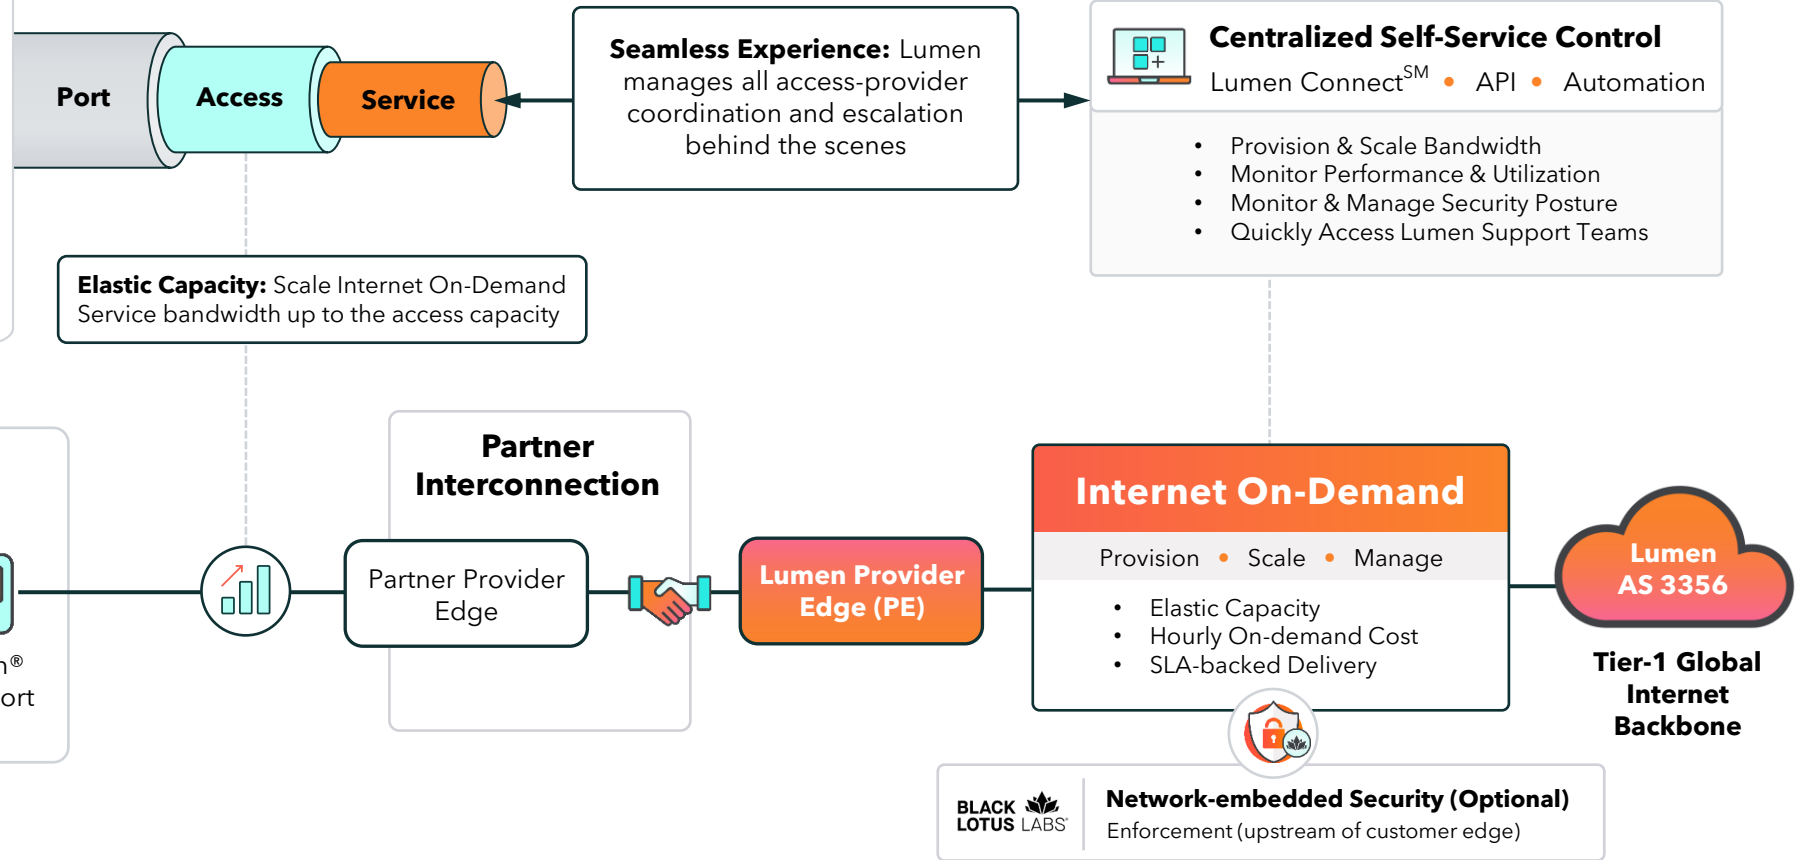 Port
Access
Service
Seamless Experience: Lumen
manages all access-provider
coordination and escalation
behind the scenes
Centralized Self-Service Control
Lumen Connect℠ • API • Automation
• Provision & Scale Bandwidth
• Monitor Performance & Utilization
• Monitor & Manage Security Posture
• Quickly Access Lumen Support Teams
Elastic Capacity: Scale Internet On-Demand
Service bandwidth up to the access capacity
Partner
Interconnection
Partner Provider
Edge
Lumen Provider
Edge (PE)
Internet On-Demand
Provision • Scale • Manage
• Elastic Capacity
• Hourly On-demand Cost
• SLA-backed Delivery
Lumen
AS 3356
Tier-1 Global
Internet
Backbone
BLACK
LOTUS LABS®
Network-embedded Security (Optional)
Enforcement (upstream of customer edge)